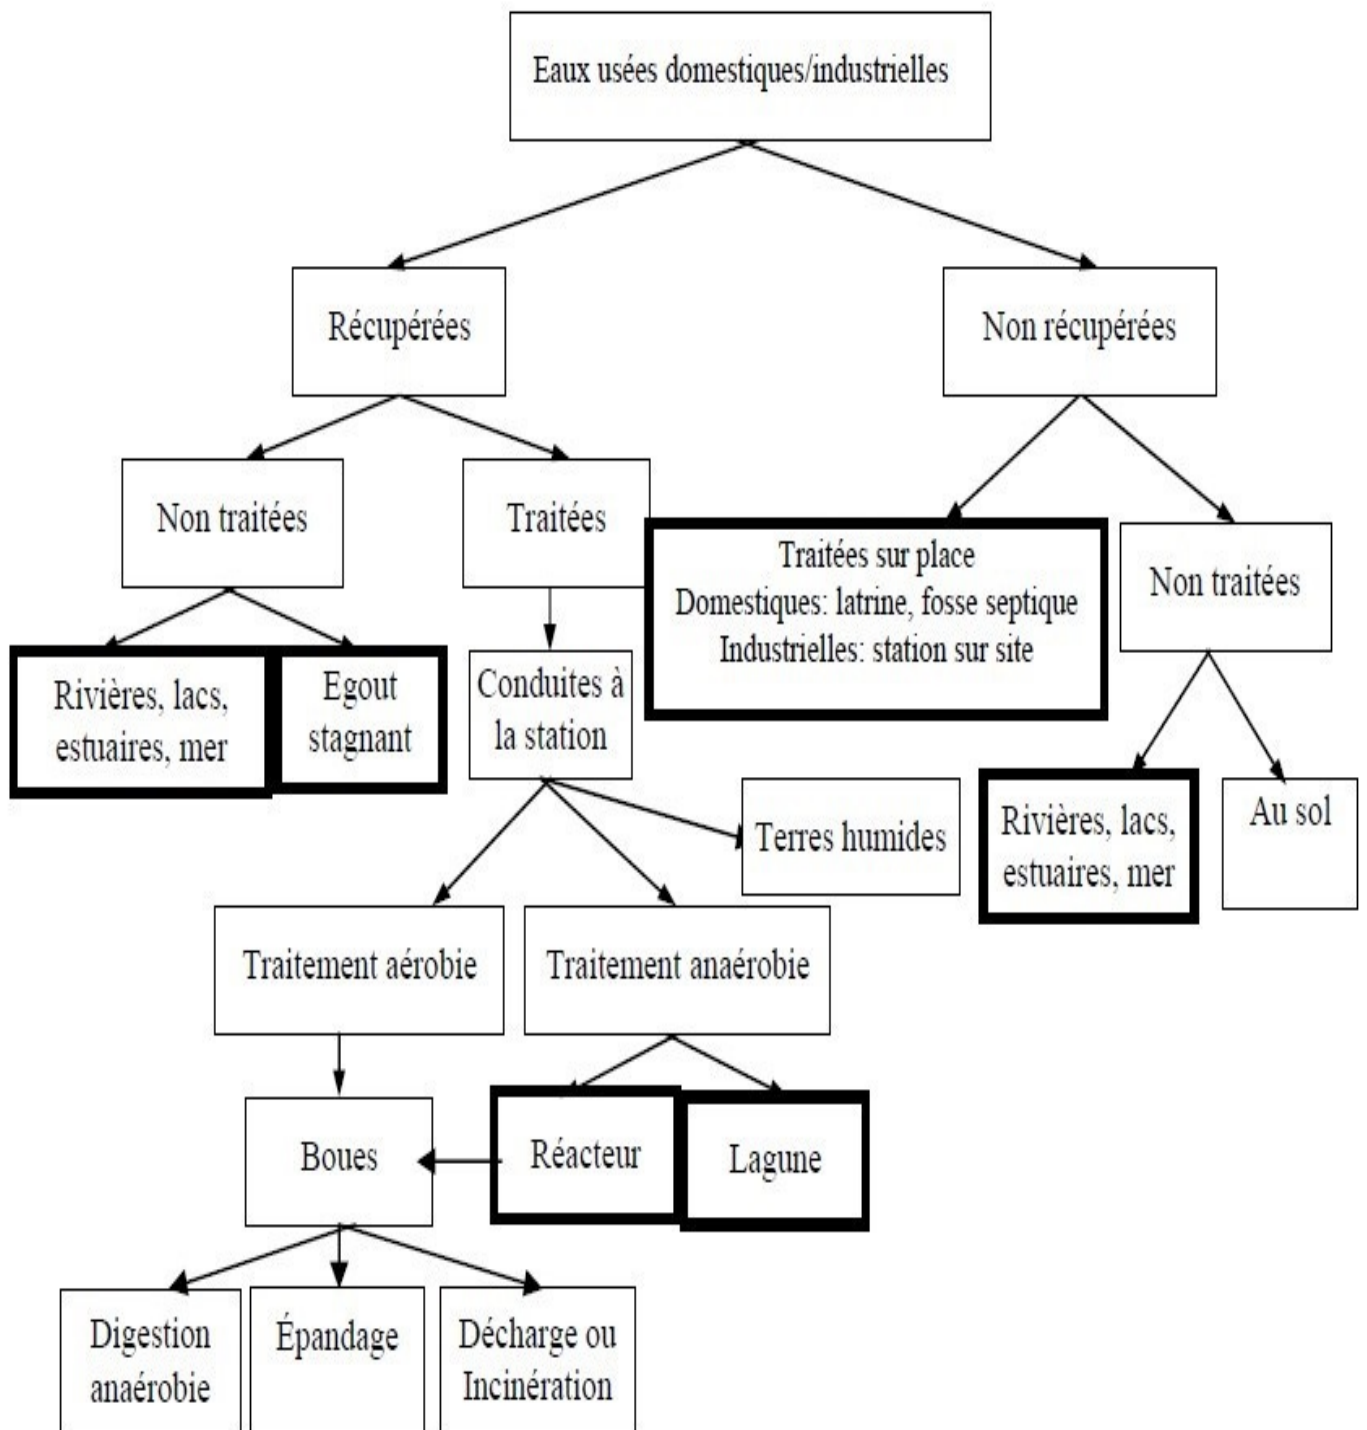 Eaux usées domestiques/industrielles
Récupérées
Non récupérées
Non traitées
Traitées
Traitées sur place
Domestiques: latrine, fosse septique
Industrielles: station sur site
Non traitées
Rivières, lacs,
estuaires, mer
Egout
stagnant
Conduites à
la station
Terres humides
Rivières, lacs,
estuaires, mer
Au sol
Traitement aérobie
Traitement anaérobie
Boues
Réacteur
Lagune
Digestion
anaérobie
Épandage
Décharge ou
Incinération